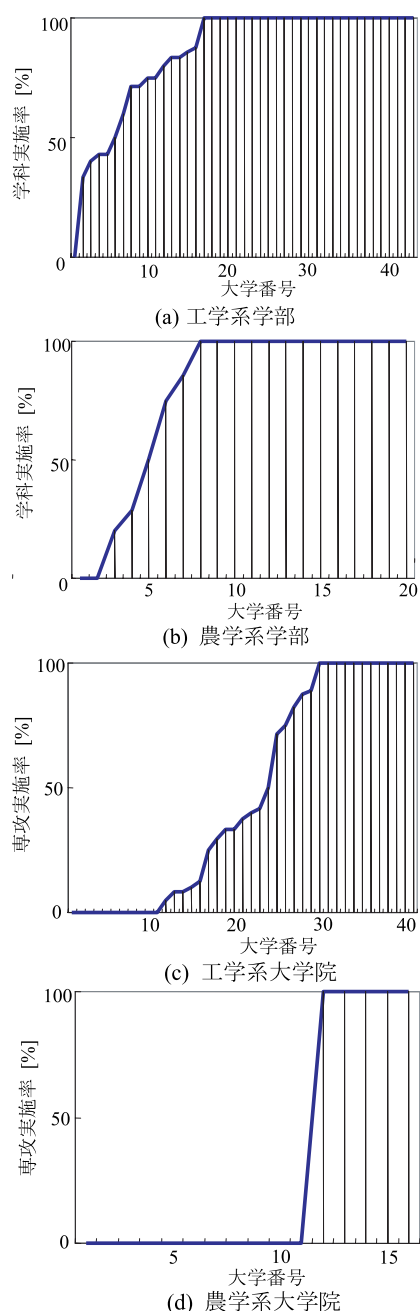 100
50
0
学科実施率 [%]
10 20 30 40
大学番号
(a) 工学系学部
100
50
0
学科実施率 [%]
5 10 15 20
大学番号
(b) 農学系学部
100
50
0
専攻実施率 [%]
10 20 30 40
大学番号
(c) 工学系大学院
100
50
0
専攻実施率 [%]
5 10 15
大学番号
(d) 農学系大学院